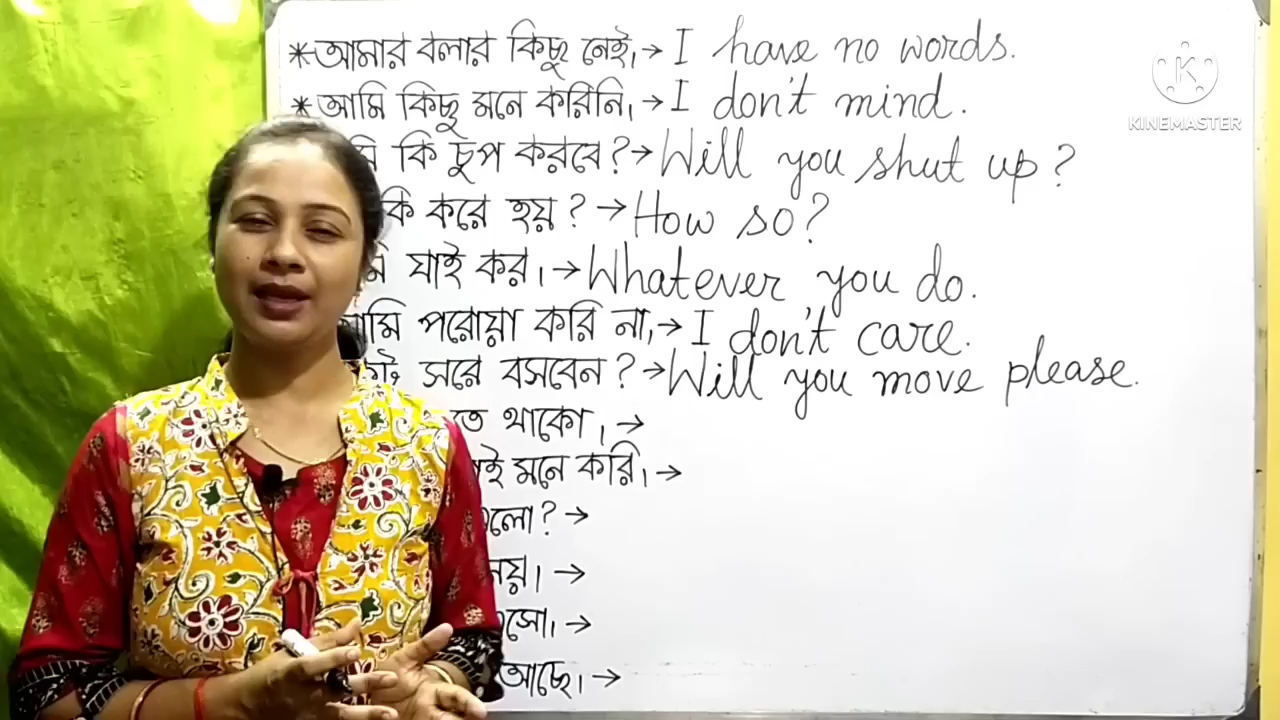 *আমার বলার কিছু নেই।→ I have no words.
*আমি কিছু মনে করিনি।→ I don't mind.
কি চুপ করবে?→ Will you shut up?
কি করে হয়?→ How so?
যাই কর।→ Whatever you do.
আমি পরোয়া করি না।→ I don't care.
সরে বসবেন?→ Will you move please.
থাকো।→
মনে করি।→
→
→
→
আছে।→
K
KINEMASTER